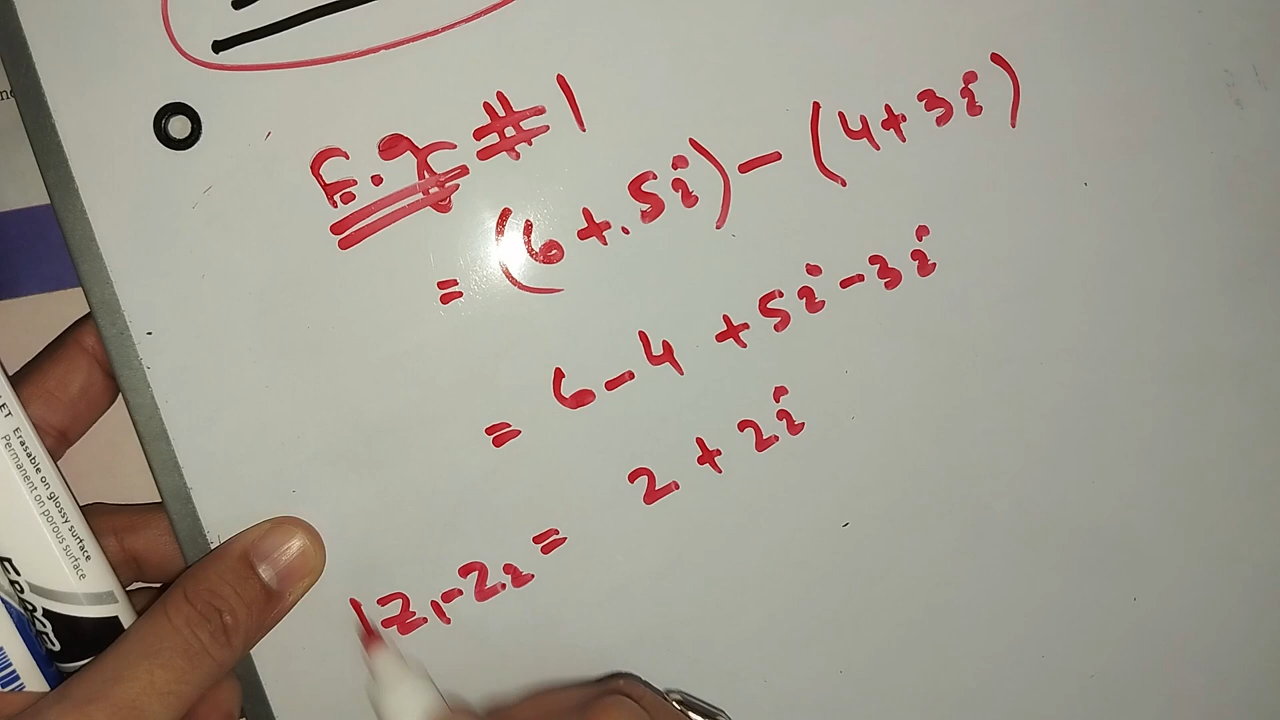 E.x #1
= (6+.5i) - (4+3i)
= 6-4 +5i-3i
2 + 2i
|Z₁-Z₂ =
Erasable on glossy surface
Permanent on porous surface